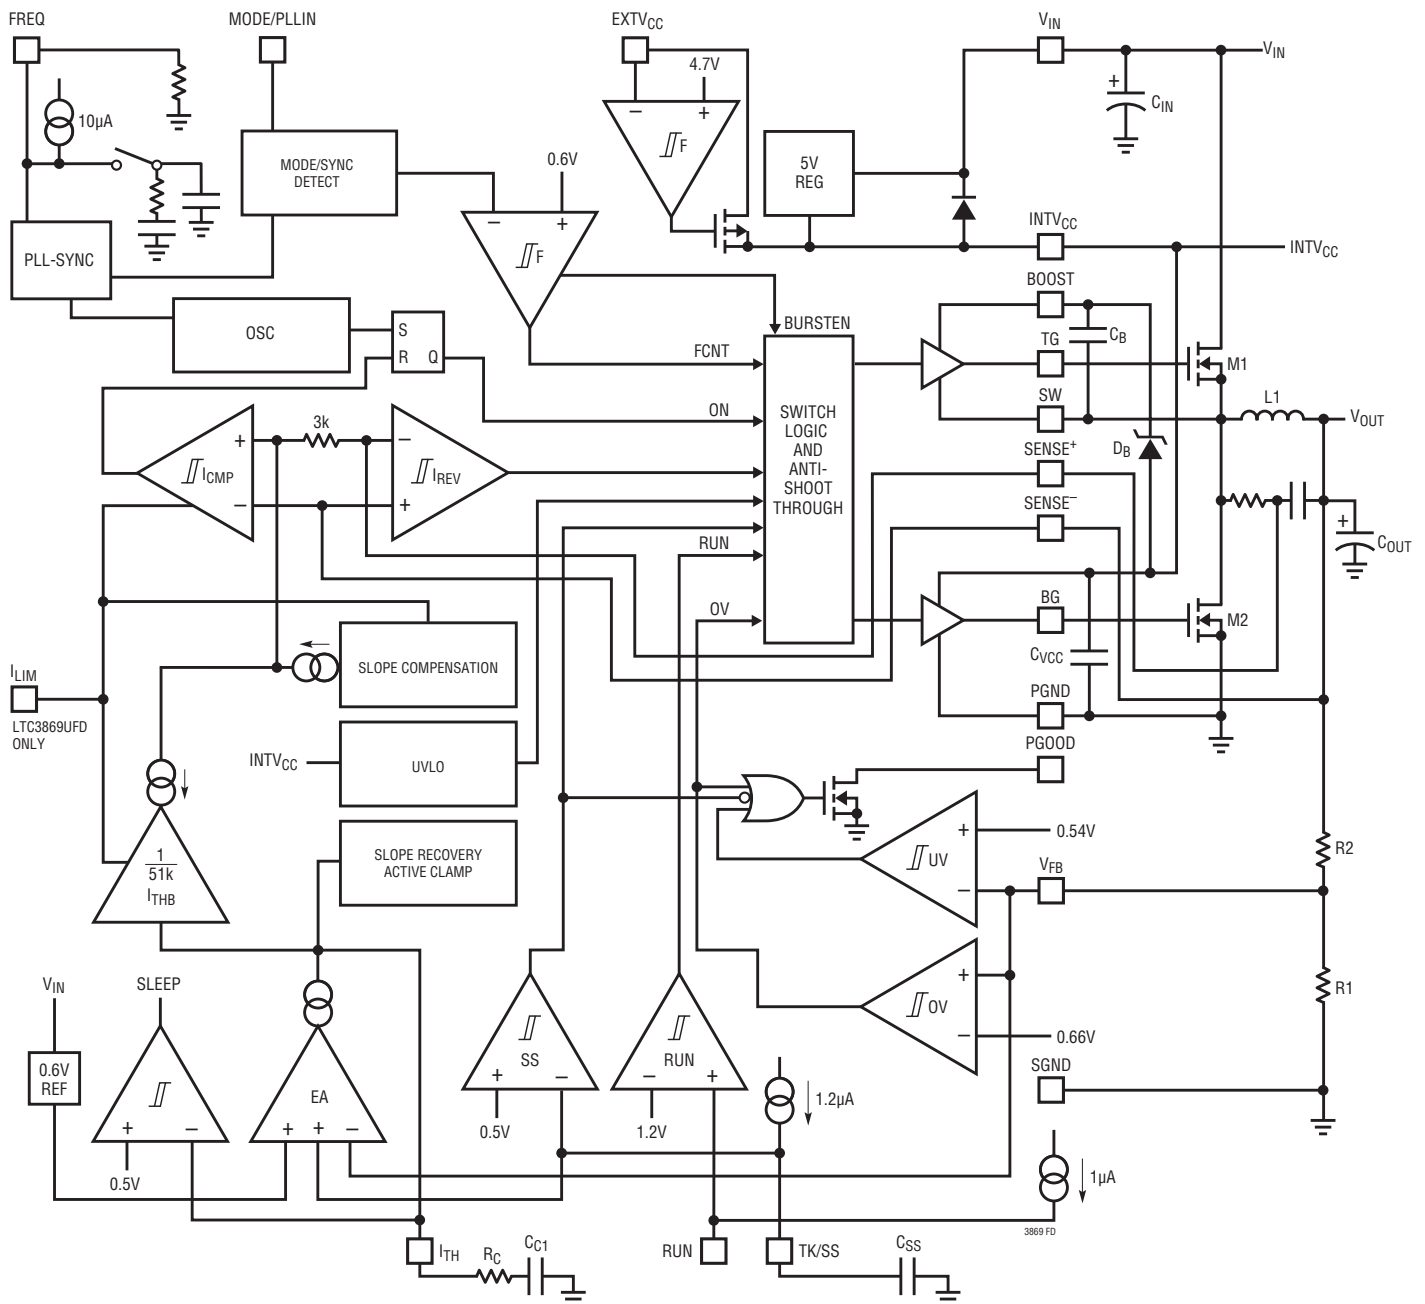 FREQ
MODE/PLLIN
EXTVCC
VIN
4.7V
VIN
+
CIN
10µA
– +
F
MODE/SYNC
DETECT
0.6V
5V
REG
– +
F
INTVCC
INTVCC
PLL-SYNC
BOOST
OSC
S
R Q
BURSTEN
FCNT
TG
CB
M1
ON
SW
L1
VOUT
3k
SWITCH
LOGIC
AND
ANTI-
SHOOT
THROUGH
+
ICMP
–
–
IREV
+
SENSE+
DB
SENSE–
+
COUT
RUN
OV
BG
M2
CVCC
SLOPE COMPENSATION
ILIM
LTC3869UFD
ONLY
PGND
PGOOD
INTVCC
UVLO
1
51k
ITHB
SLOPE RECOVERY
ACTIVE CLAMP
+
0.54V
UV
–
VFB
R2
+
OV
–
0.66V
R1
SGND
VIN
SLEEP
0.6V
REF
+ –
0.5V
EA
+ + –
SS
+ –
0.5V
RUN
– +
1.2V
1.2µA
1µA
3869 FD
ITH
RC
CC1
RUN
TK/SS
CSS